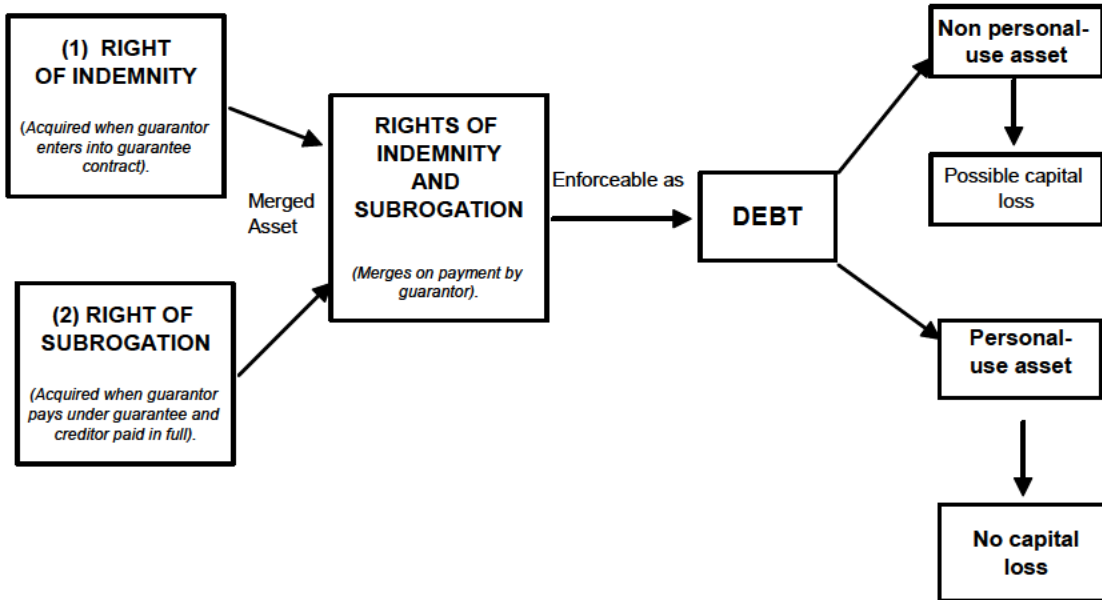 (1) RIGHT
OF INDEMNITY
(Acquired when guarantor
enters into guarantee
contract).
(2) RIGHT OF
SUBROGATION
(Acquired when guarantor
pays under guarantee and
creditor paid in full).
Merged
Asset
RIGHTS OF
INDEMNITY
AND
SUBROGATION
(Merges on payment by
guarantor).
Enforceable as
DEBT
Non personal-
use asset
Possible capital
loss
Personal-
use asset
No capital
loss